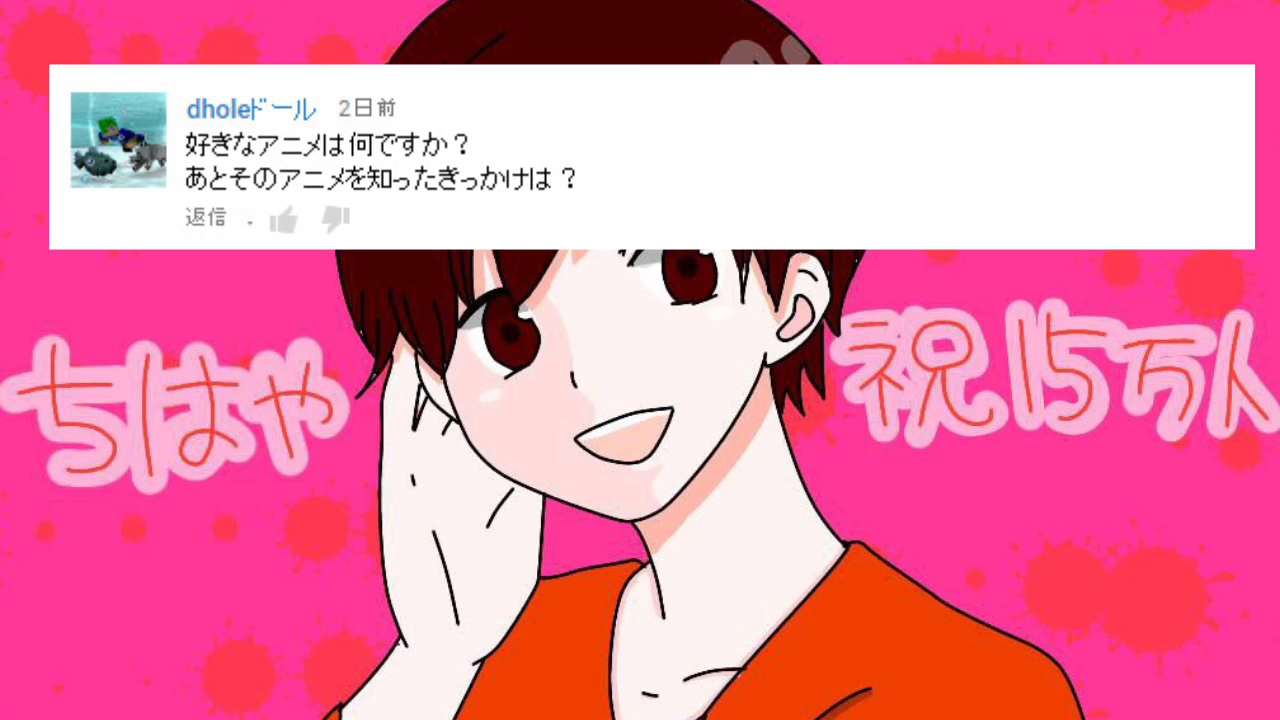 dholeドール 2日前
好きなアニメは何ですか？
あとそのアニメを知ったきっかけは？
返信
ちはや
祝15万人